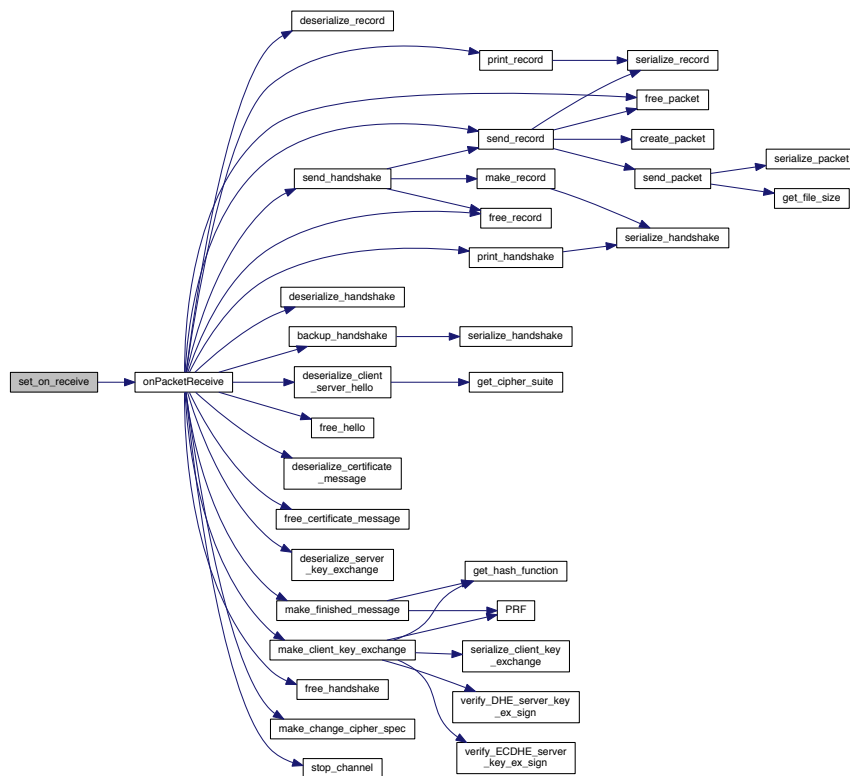 deserialize_record
print_record
serialize_record
free_packet
send_record
create_packet
serialize_packet
send_handshake
make_record
send_packet
get_file_size
free_record
serialize_handshake
print_handshake
deserialize_handshake
backup_handshake
serialize_handshake
set_on_receive
onPacketReceive
deserialize_client
_server_hello
get_cipher_suite
free_hello
deserialize_certificate
_message
free_certificate_message
deserialize_server
_key_exchange
get_hash_function
make_finished_message
PRF
make_client_key_exchange
serialize_client_key
_exchange
free_handshake
verify_DHE_server_key
_ex_sign
make_change_cipher_spec
verify_ECDHE_server
_key_ex_sign
stop_channel